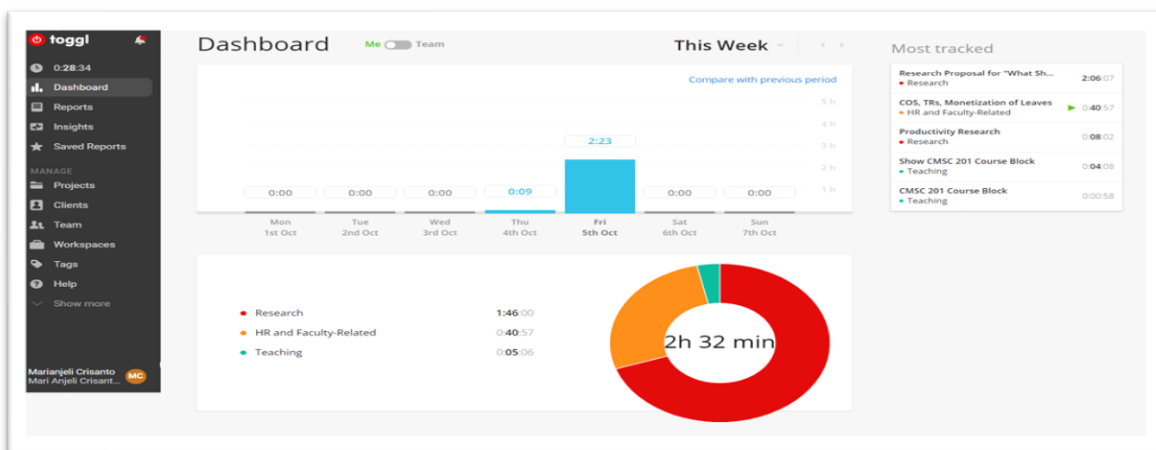 toggl
0:28:34
Dashboard
Reports
Insights
Saved Reports
MANAGE
Projects
Clients
Team
Workspaces
Tags
Help
Show more
Marianjeli Crisanto
Mari Anjeli Crisant...
MC
Dashboard
Me Team
This Week
Compare with previous period
5 h
4 h
3 h
2 h
1 h
0:00 0:00 0:00 0:09 2:23 0:00 0:00
Mon Tue Wed Thu Fri Sat Sun
1st Oct 2nd Oct 3rd Oct 4th Oct 5th Oct 6th Oct 7th Oct
Research 1:46:00
HR and Faculty-Related 0:40:57
Teaching 0:05:06
2h 32 min
Most tracked
Research Proposal for "What Sh... 2:06:07
Research
COS, TRs, Monetization of Leaves 0:40:57
HR and Faculty-Related
Productivity Research 0:08:02
Research
Show CMSC 201 Course Block 0:04:08
Teaching
CMSC 201 Course Block 0:00:58
Teaching